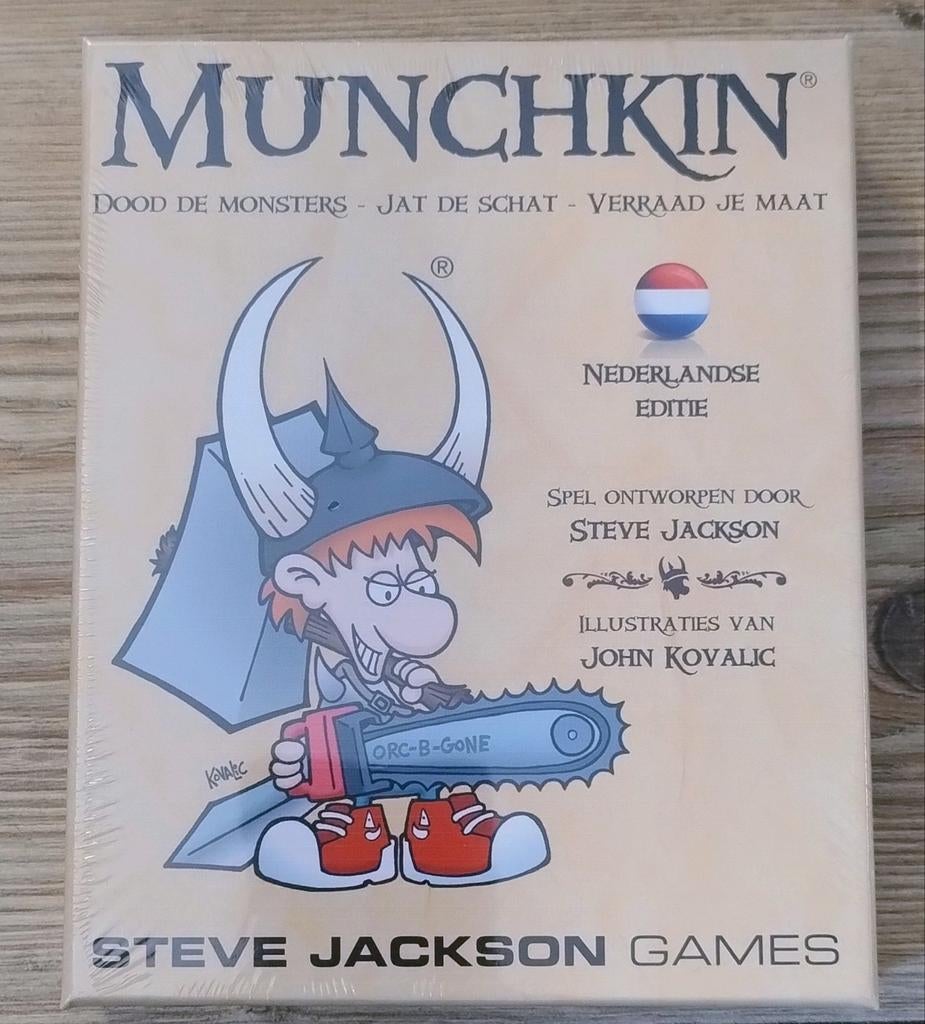 MUNCHKIN®
DOOD DE MONSTERS - JAT DE SCHAT - VERRAAD JE MAAT
®
NEDERLANDSE
EDITIE
SPEL ONTWORPEN DOOR
STEVE JACKSON
ILLUSTRATIES VAN
JOHN KOVALIC
ORC-B-GONE
KOVALIC
STEVE JACKSON GAMES